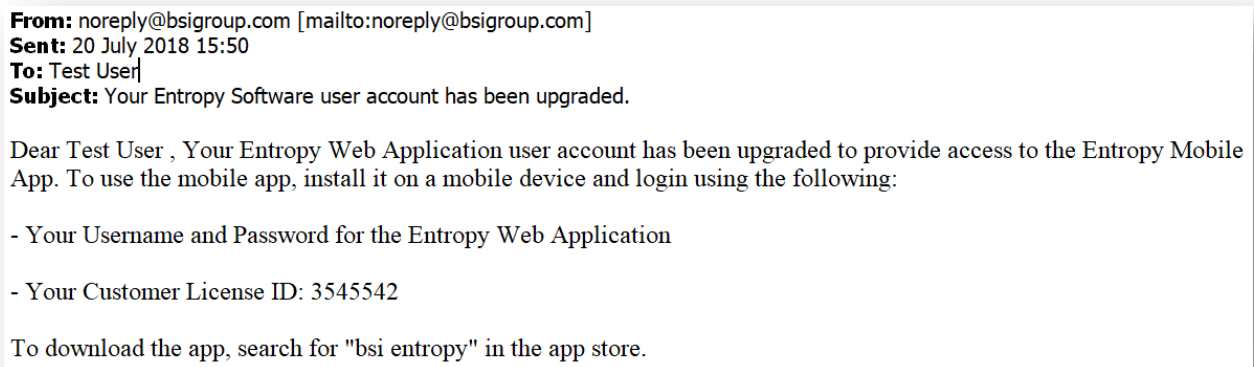 From: noreply@bsigroup.com [mailto:noreply@bsigroup.com]
Sent: 20 July 2018 15:50
To: Test User
Subject: Your Entropy Software user account has been upgraded.
Dear Test User , Your Entropy Web Application user account has been upgraded to provide access to the Entropy Mobile
App. To use the mobile app, install it on a mobile device and login using the following:
- Your Username and Password for the Entropy Web Application
- Your Customer License ID: 3545542
To download the app, search for "bsi entropy" in the app store.